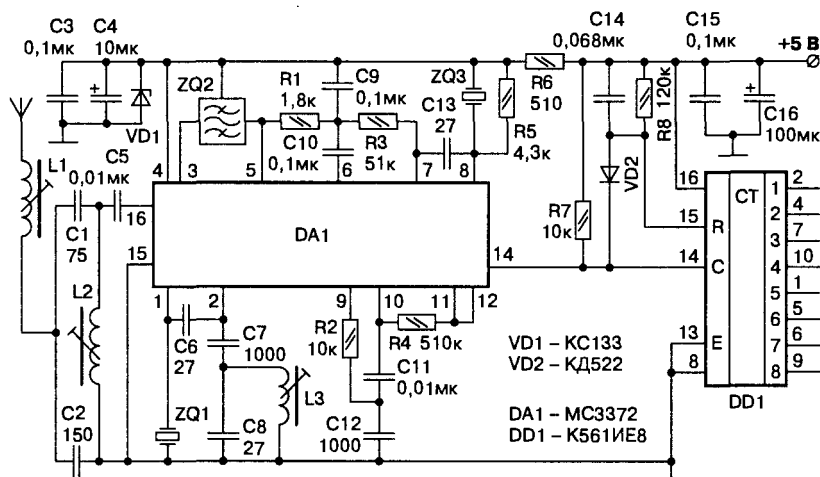 C3
0,1мк
C4
10мк
VD1
ZQ2
R1
1,8к
C9
0,1мк
C10
0,1мк
R3
51к
ZQ3
C13
27
R5
4,3к
R6
510
C14
0,068мк
R8 120к
C15
0,1мк
+5 В
C16
100мк
VD2
R7
10к
L1
C5
0,01мк
C1
75
L2
C2
150
4
3
5
6
7
8
16
15
DA1
14
1
2
9
10
11
12
C6
27
C7
1000
ZQ1
C8
27
L3
R2
10к
R4 510к
C11
0,01мк
C12
1000
VD1 – КС133
VD2 – КД522
DA1 – MC3372
DD1 – К561ИЕ8
16
15
14
13
8
R
C
E
CT
1
2
3
4
5
6
7
8
2
4
7
10
1
5
6
9
DD1